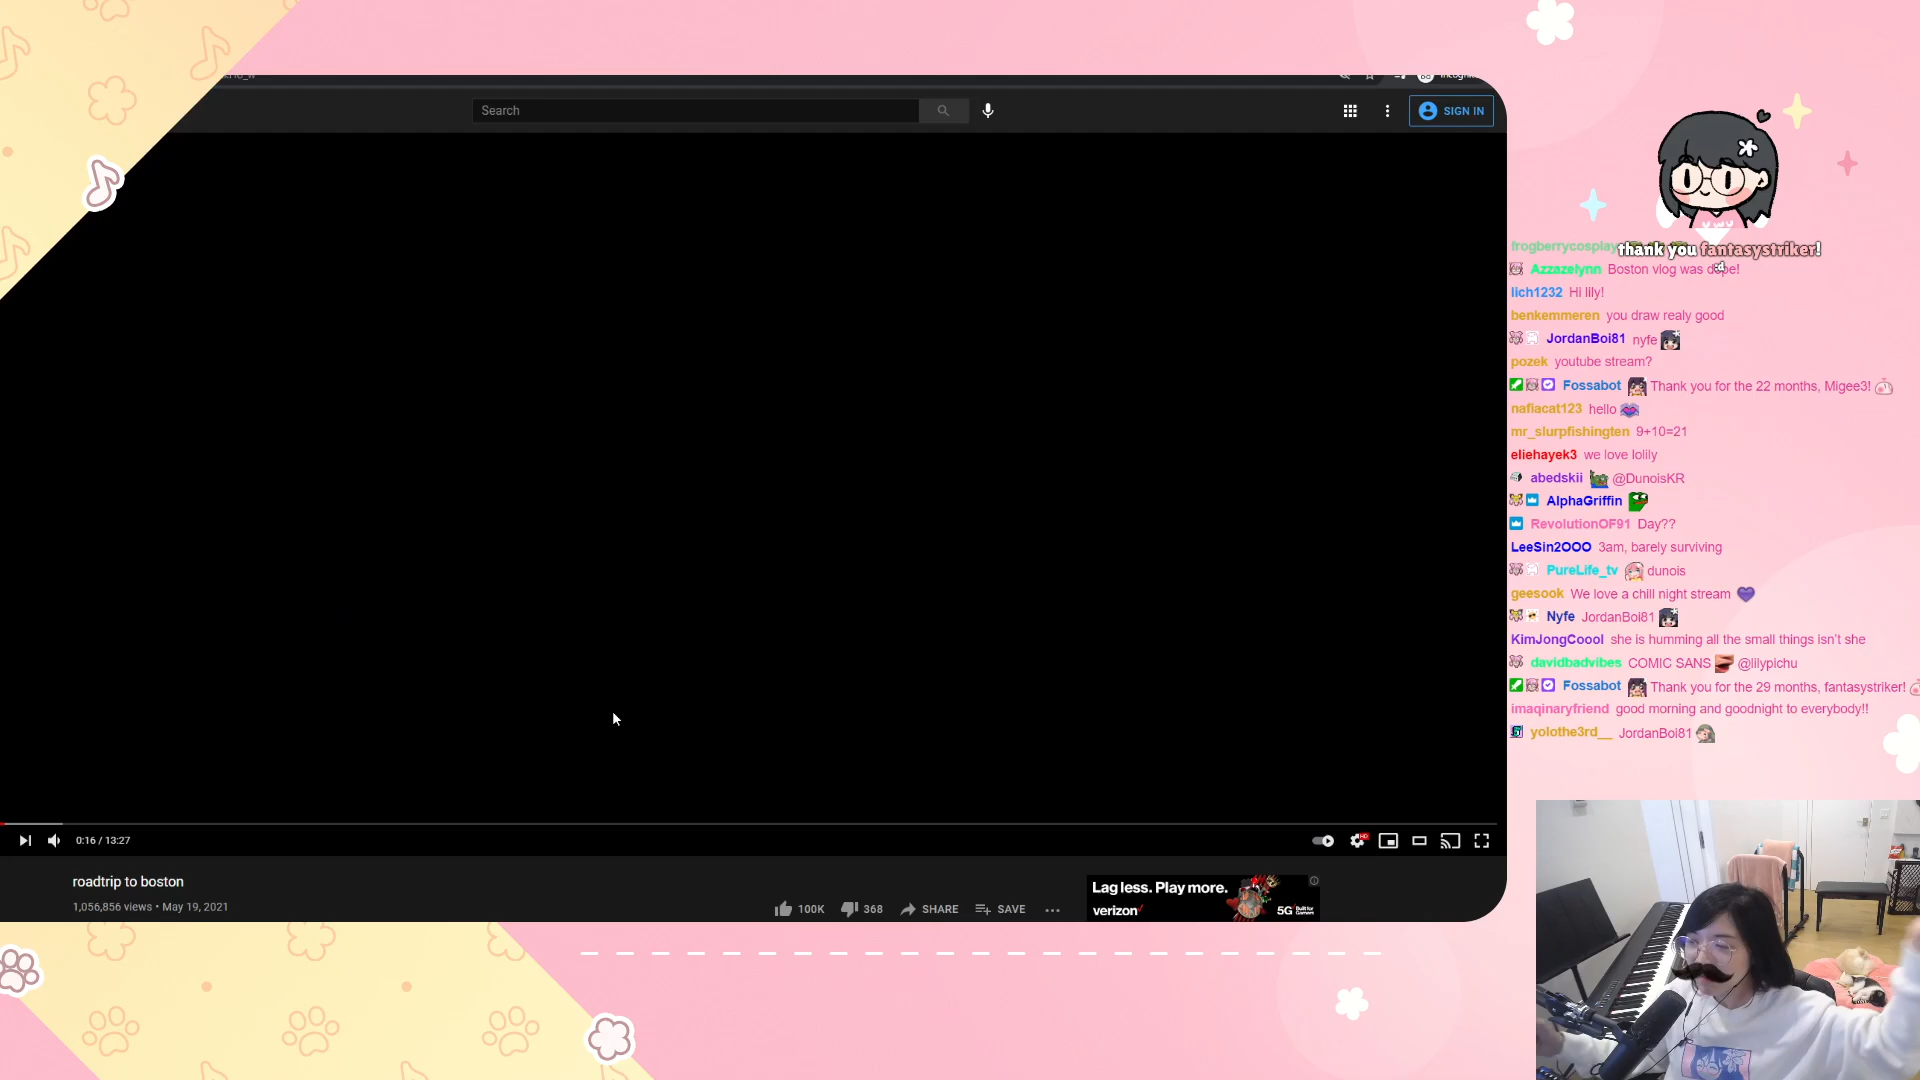 Search
SIGN IN
0:16 / 13:27
HD
roadtrip to boston
1,056,856 views • May 19, 2021
100K
368
SHARE
SAVE
Lag less. Play more.
verizon
5G Built for Gamers
thank you fantasystriker!
frogberrycosplay
Azzazelynn Boston vlog was dope!
lich1232 Hi lily!
benkemmeren you draw realy good
JordanBoi81 nyfe
pozek youtube stream?
Fossabot Thank you for the 22 months, Migee3!
nafiacat123 hello
mr_slurpfishingten 9+10=21
eliehayek3 we love lolily
abedskii @DunoisKR
AlphaGriffin
RevolutionOF91 Day??
LeeSin2OOO 3am, barely surviving
PureLife_tv dunois
geesook We love a chill night stream
Nyfe JordanBoi81
KimJongCoool she is humming all the small things isn't she
davidbadvibes COMIC SANS @lilypichu
Fossabot Thank you for the 29 months, fantasystriker!
imaqinaryfriend good morning and goodnight to everybody!!
yolothe3rd__ JordanBoi81